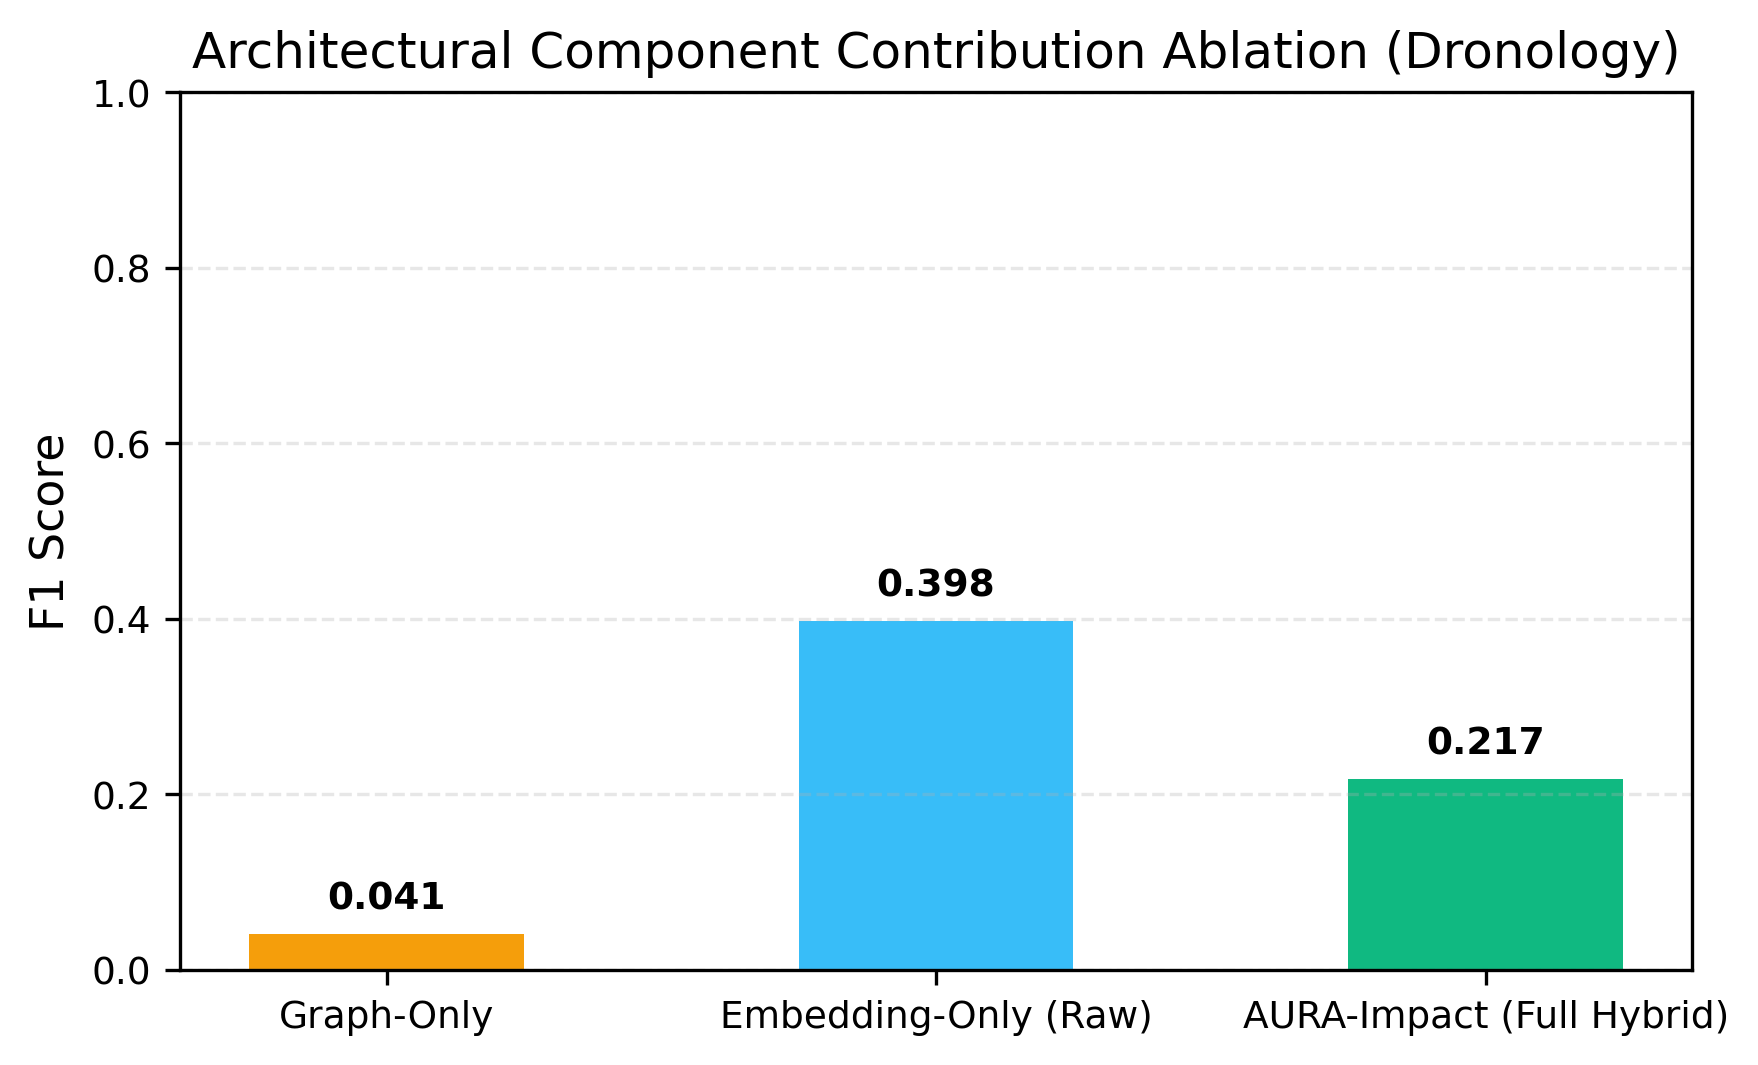 Architectural Component Contribution Ablation (Dronology)
1.0
0.8
0.6
0.4
0.2
0.0
F1 Score
0.041
0.398
0.217
Graph-Only
Embedding-Only (Raw)
AURA-Impact (Full Hybrid)